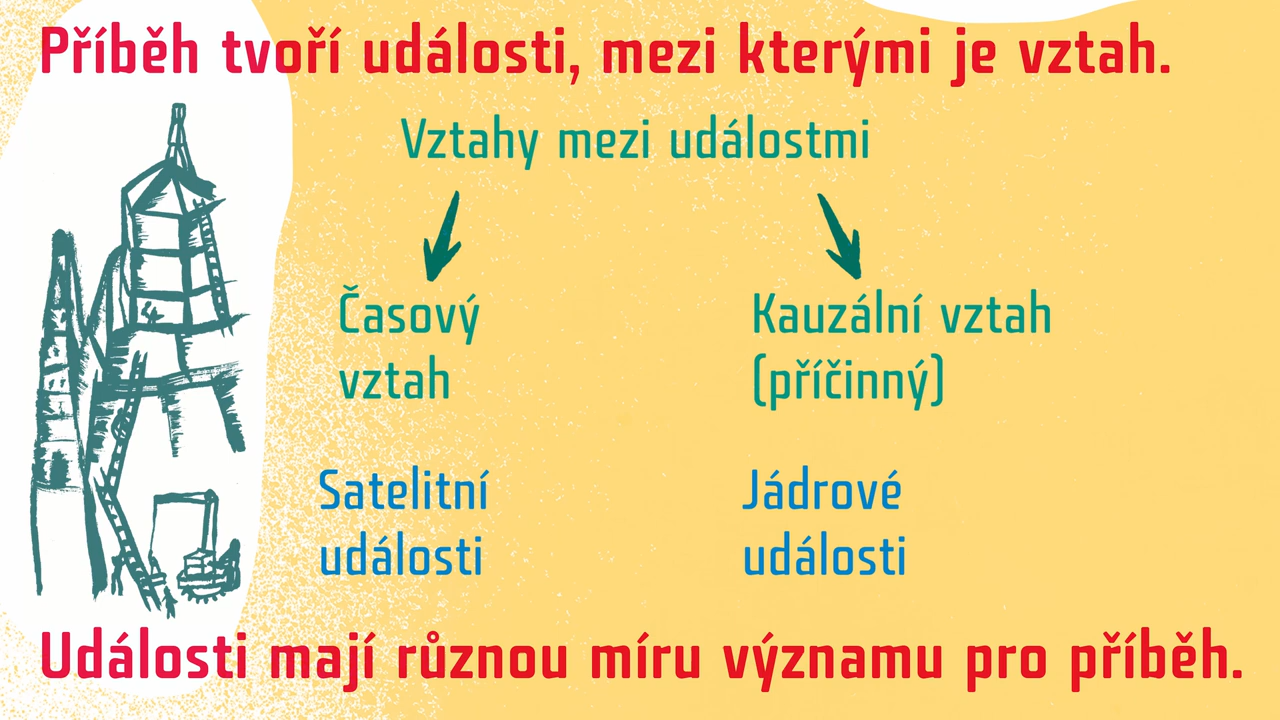 Příběh tvoří události, mezi kterými je vztah.
Vztahy mezi událostmi
Časový
vztah
Kauzální vztah
(příčinný)
Satelitní
události
Jádrové
události
Události mají různou míru významu pro příběh.